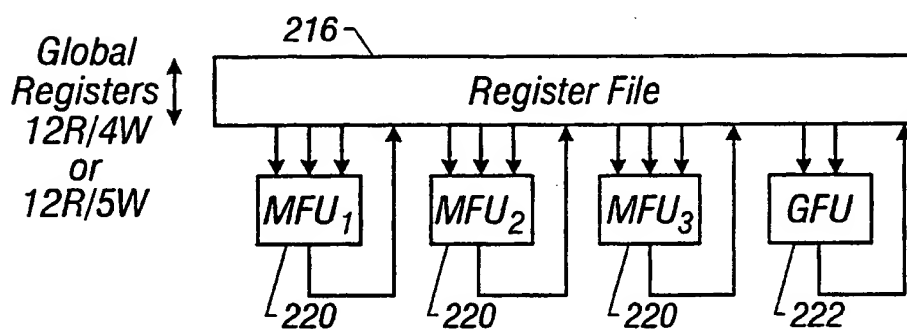 216
Global
Registers
12R/4W
or
12R/5W
Register File
MFU1
MFU2
MFU3
GFU
220
220
220
222